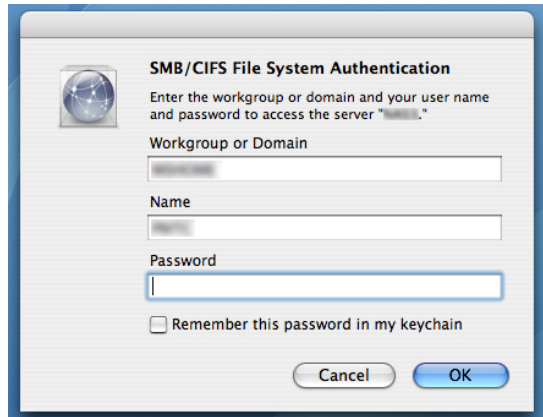 SMB/CIFS File System Authentication
Enter the workgroup or domain and your user name
and password to access the server " ."
Workgroup or Domain
Name
Password
Remember this password in my keychain
Cancel OK